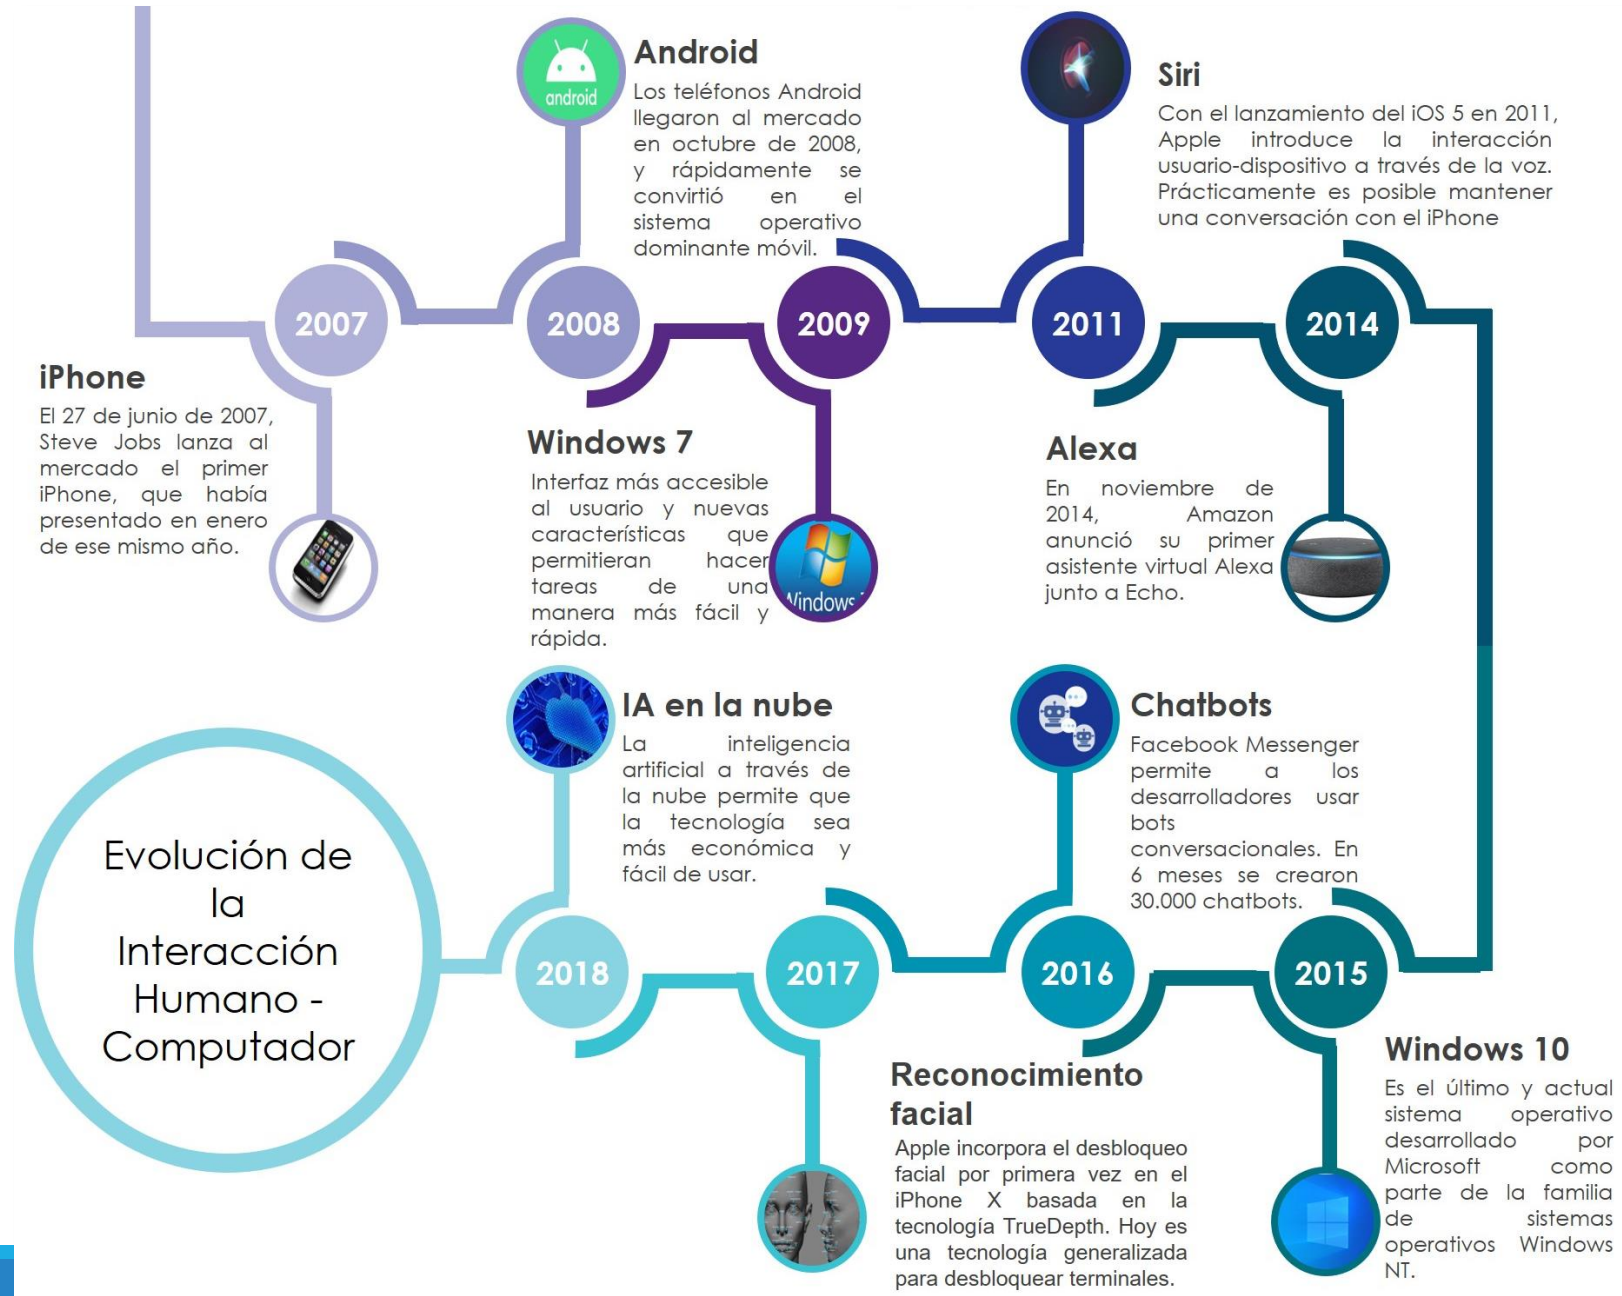 Android
Los teléfonos Android
llegaron al mercado
en octubre de 2008,
y rápidamente se
convirtió en el
sistema operativo
dominante móvil.
android
Siri
Con el lanzamiento del iOS 5 en 2011,
Apple introduce la interacción
usuario-dispositivo a través de la voz.
Prácticamente es posible mantener
una conversación con el iPhone
2007
2008
2009
2011
2014
iPhone
El 27 de junio de 2007,
Steve Jobs lanza al
mercado el primer
iPhone, que había
presentado en enero
de ese mismo año.
Windows 7
Interfaz más accesible
al usuario y nuevas
características que
permitieran hacer
tareas de una
manera más fácil y
rápida.
Windows
Alexa
En noviembre de
2014, Amazon
anunció su primer
asistente virtual Alexa
junto a Echo.
IA en la nube
La inteligencia
artificial a través de
la nube permite que
la tecnología sea
más económica y
fácil de usar.
Chatbots
Facebook Messenger
permite a los
desarrolladores usar
bots
conversacionales. En
6 meses se crearon
30.000 chatbots.
Evolución de
la
Interacción
Humano -
Computador
2018
2017
2016
2015
Reconocimiento
facial
Apple incorpora el desbloqueo
facial por primera vez en el
iPhone X basada en la
tecnología TrueDepth. Hoy es
una tecnología generalizada
para desbloquear terminales.
Windows 10
Es el último y actual
sistema operativo
desarrollado por
Microsoft como
parte de la familia
de sistemas
operativos Windows
NT.